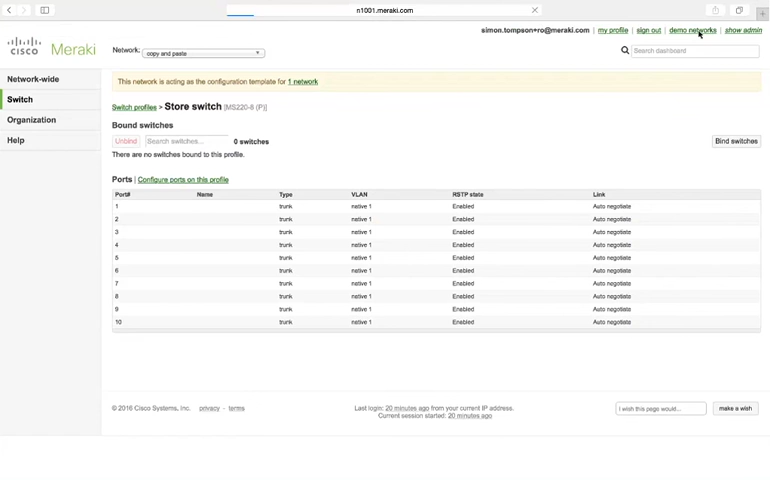 n1001.meraki.com
simon.tompson+ro@meraki.com | my profile | sign out | demo networks | show admin
cisco Meraki
Network: copy and paste
Search dashboard
Network-wide
Switch
Organization
Help
This network is acting as the configuration template for 1 network
Switch profiles > Store switch [MS220-8 (P)]
Bound switches
Unbind Search switches... 0 switches Bind switches
There are no switches bound to this profile.
Ports | Configure ports on this profile
Port# Name Type VLAN RSTP state Link
1 trunk native 1 Enabled Auto negotiate
2 trunk native 1 Enabled Auto negotiate
3 trunk native 1 Enabled Auto negotiate
4 trunk native 1 Enabled Auto negotiate
5 trunk native 1 Enabled Auto negotiate
6 trunk native 1 Enabled Auto negotiate
7 trunk native 1 Enabled Auto negotiate
8 trunk native 1 Enabled Auto negotiate
9 trunk native 1 Enabled Auto negotiate
10 trunk native 1 Enabled Auto negotiate
© 2016 Cisco Systems, Inc. privacy - terms
Last login: 20 minutes ago from your current IP address.
Current session started: 20 minutes ago
I wish this page would... make a wish